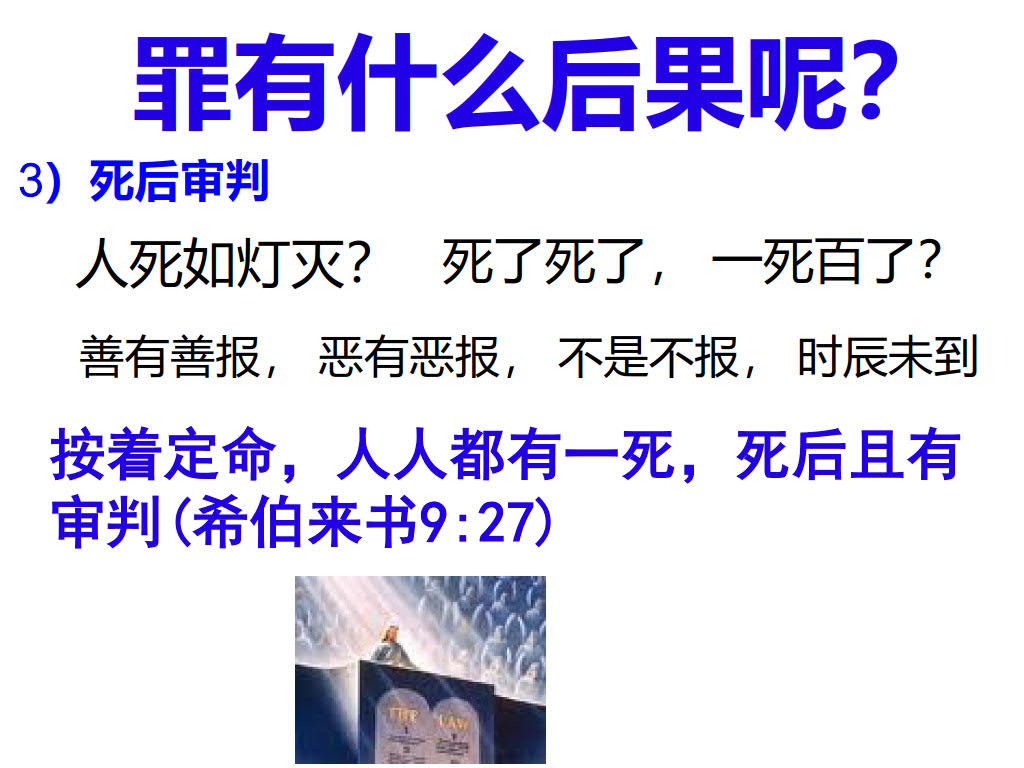 罪有什么后果呢？
3）死后审判
人死如灯灭？ 死了死了， 一死百了？
善有善报， 恶有恶报， 不是不报， 时辰未到
按着定命，人人都有一死，死后且有
审判(希伯来书9:27)
THE LAW